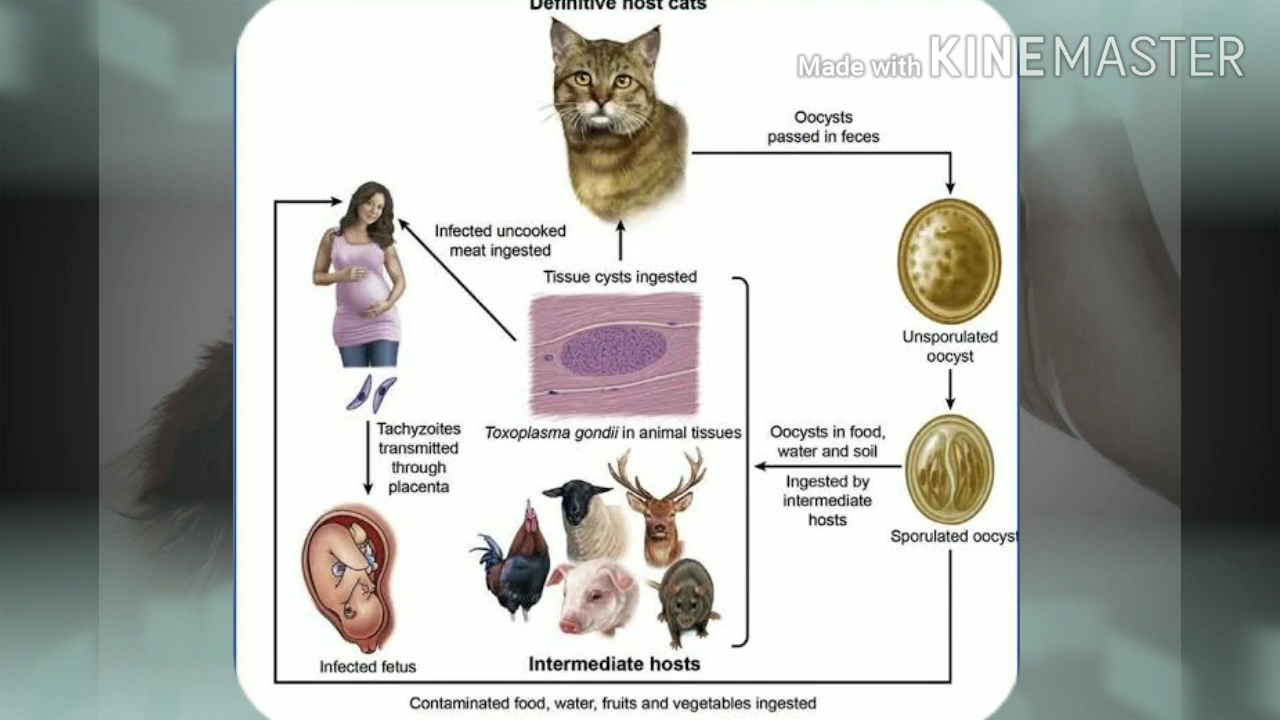 Definitive host cats
Made with KINEMASTER
Oocysts
passed in feces
Infected uncooked
meat ingested
Tissue cysts ingested
Unsporulated
oocyst
Tachyzoites
transmitted
through
placenta
Toxoplasma gondii in animal tissues
Oocysts in food,
water and soil
Ingested by
intermediate
hosts
Sporulated oocyst
Infected fetus
Intermediate hosts
Contaminated food, water, fruits and vegetables ingested